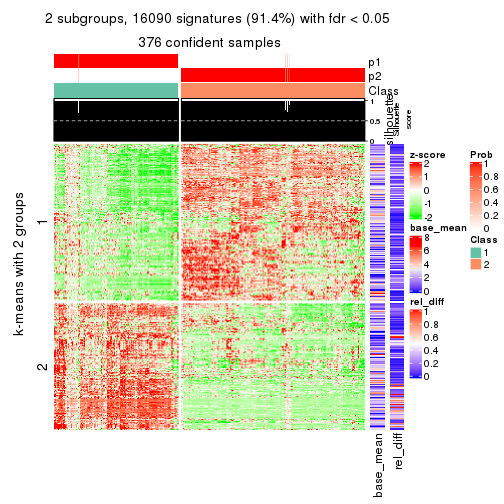 2 subgroups, 16090 signatures (91.4%) with fdr < 0.05
376 confident samples
p1
p2
Class
silhouette
1
0.5
0
Silhouette
score
k-means with 2 groups
1
2
z-score
2
1
0
-1
-2
base_mean
8
6
4
2
0
rel_diff
1
0.8
0.6
0.4
0.2
0
Prob
1
0.8
0.6
0.4
0.2
0
Class
1
2
base_mean
rel_diff